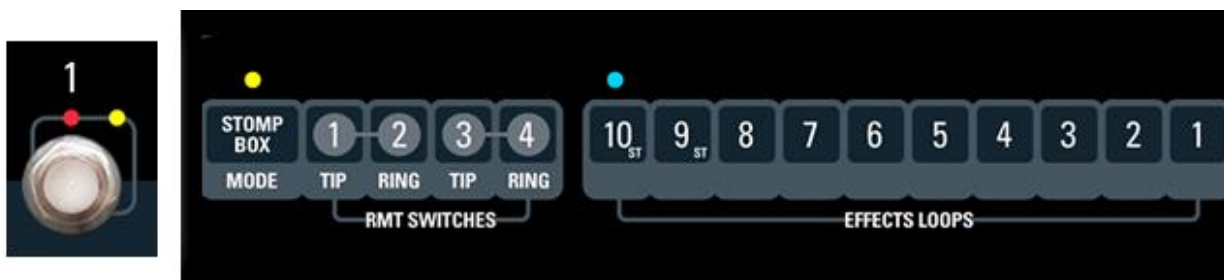 1
STOMP
BOX
1 2 3 4
10 ST 9 ST 8 7 6 5 4 3 2 1
MODE TIP RING TIP RING
RMT SWITCHES
EFFECTS LOOPS